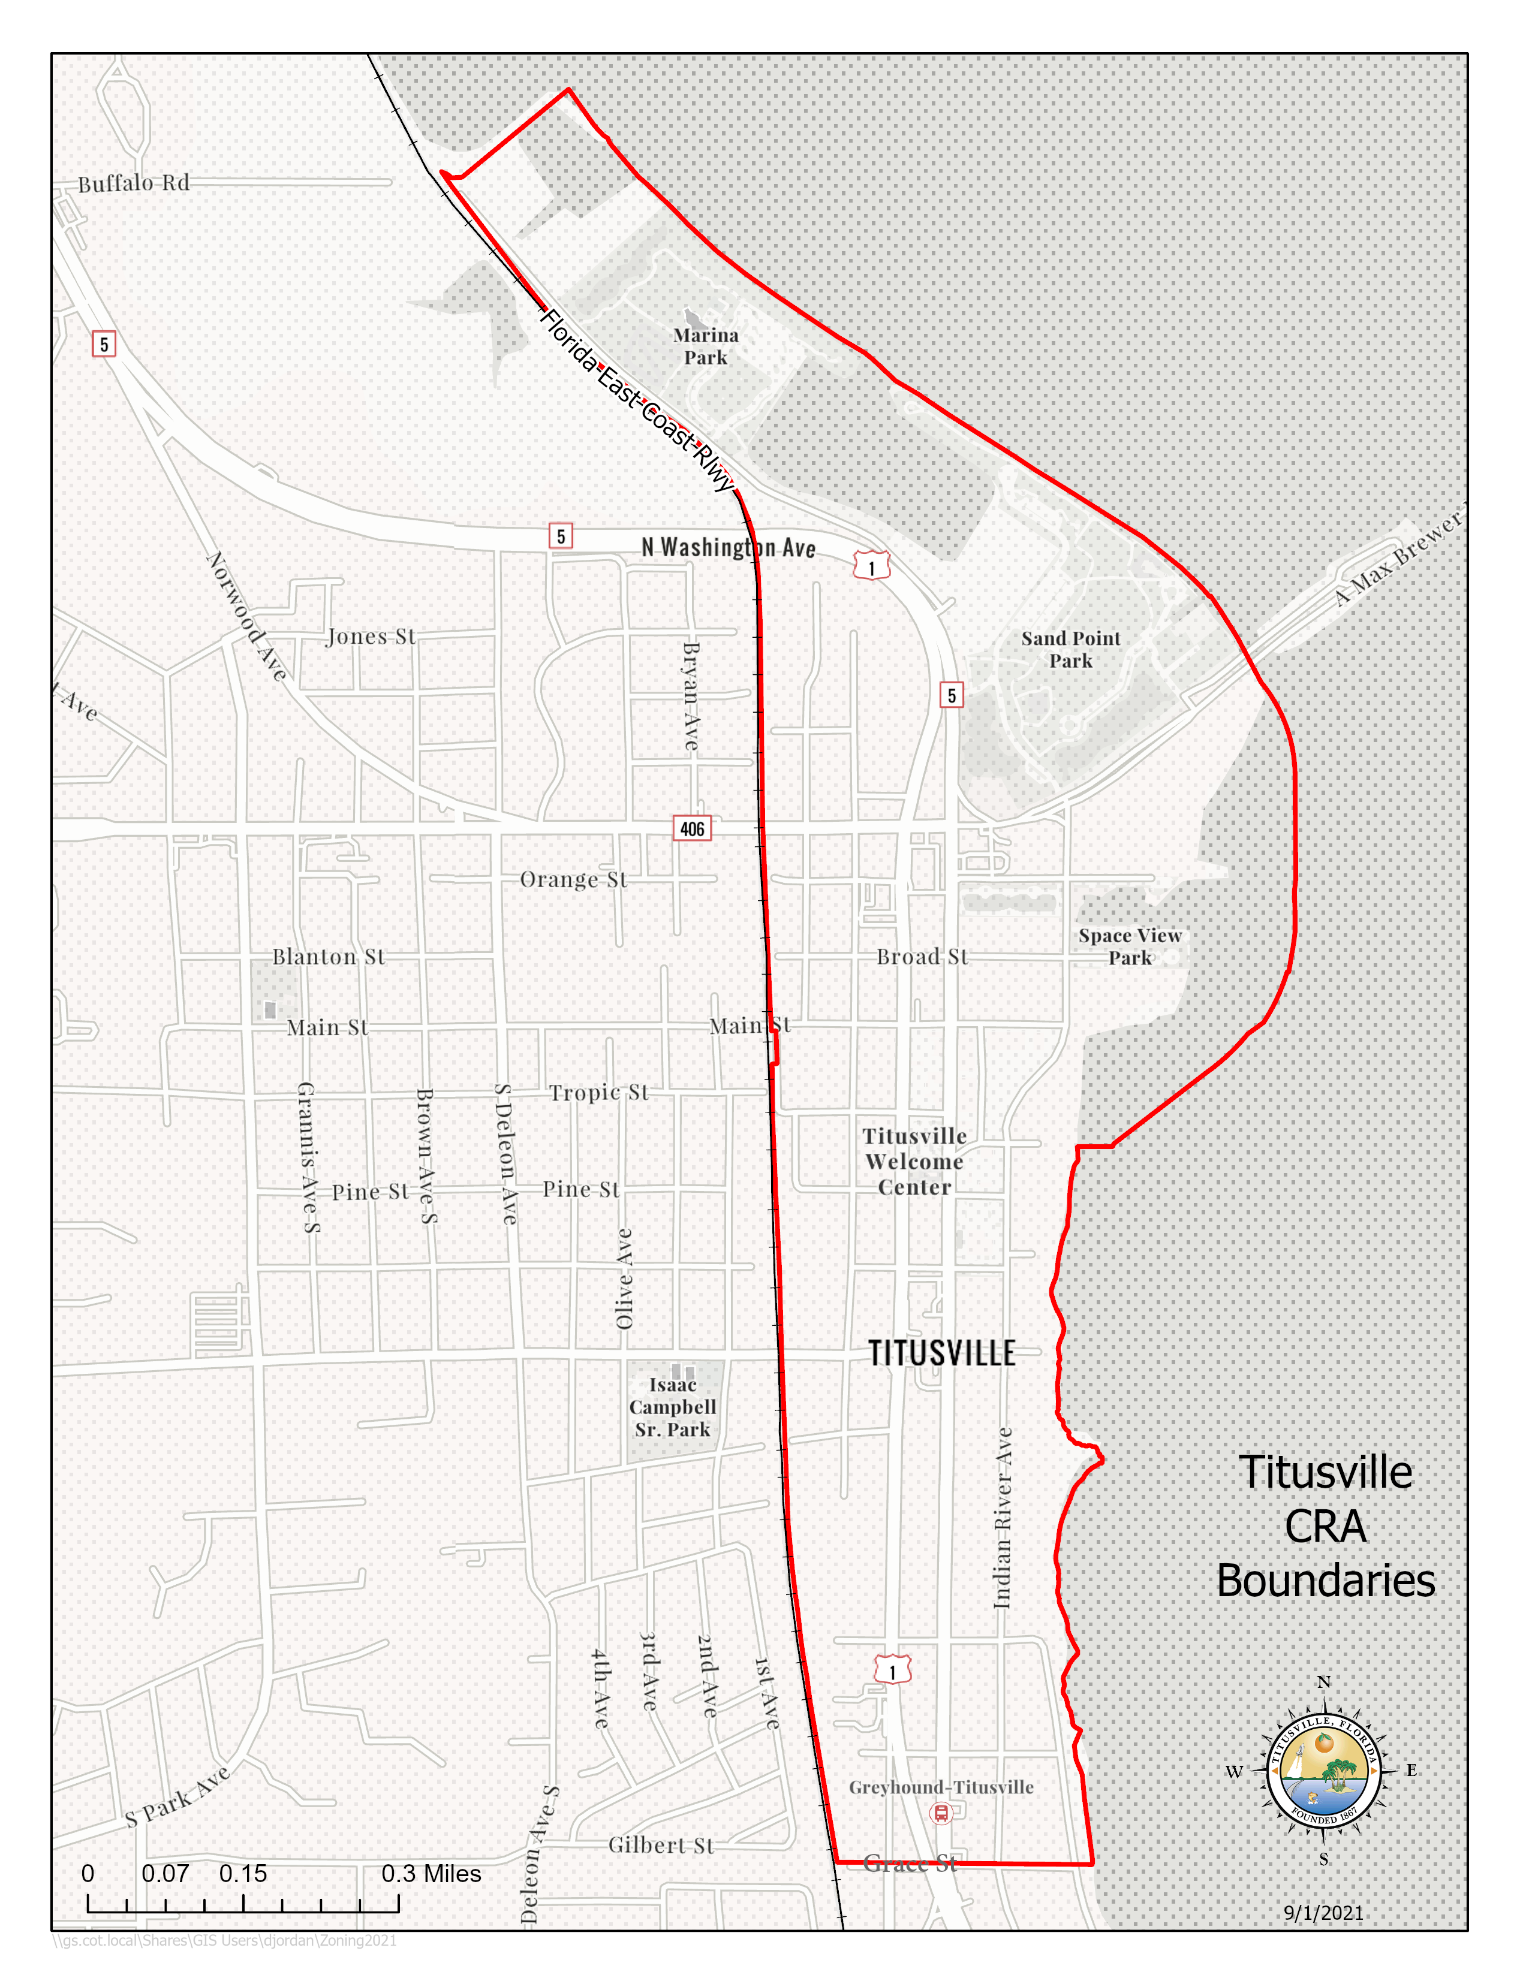 Buffalo Rd
5
Marina
Park
Florida East Coast Rlwy
5
N Washington Ave
1
A Max Brewer
Norwood Ave
Jones St
Sand Point
Park
Bryan Ave
t Ave
5
406
Orange St
Space View
Park
Blanton St
Broad St
Main St
Main St
Grannis Ave S
Brown Ave S
S Deleon Ave
Tropic St
Titusville
Welcome
Center
Pine St
Pine St
Olive Ave
TITUSVILLE
Isaac
Campbell
Sr. Park
Indian River Ave
Titusville
CRA
Boundaries
4th Ave
3rd Ave
2nd Ave
1st Ave
1
N
W
E
S
TITUSVILLE, FLORIDA
FOUNDED 1867
S Park Ave
Greyhound-Titusville
Deleon Ave S
Gilbert St
Grace St
0 0.07 0.15 0.3 Miles
9/1/2021
\\gs.cot.local\Shares\GIS Users\djordan\Zoning2021